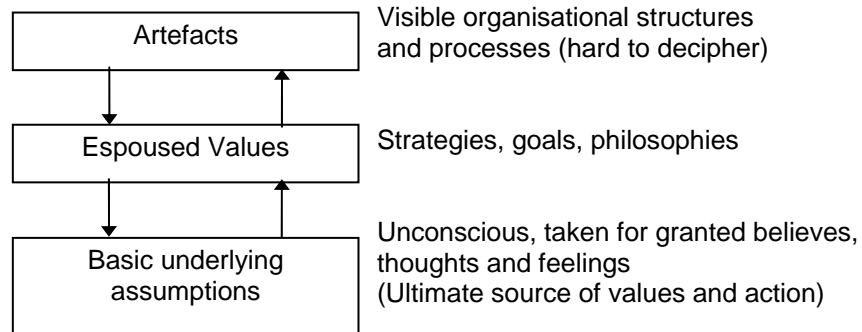 Artefacts
Visible organisational structures
and processes (hard to decipher)
Espoused Values
Strategies, goals, philosophies
Basic underlying
assumptions
Unconscious, taken for granted believes,
thoughts and feelings
(Ultimate source of values and action)